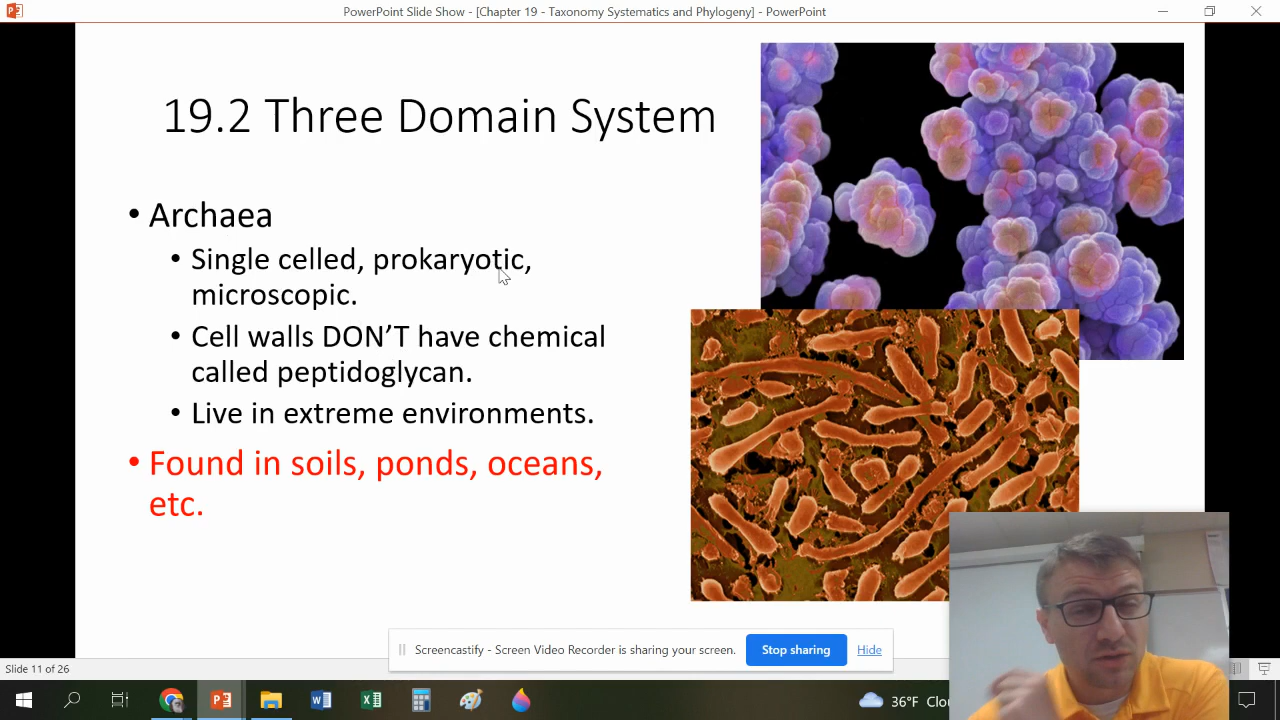 PowerPoint Slide Show - [Chapter 19 - Taxonomy Systematics and Phylogeny] - PowerPoint
19.2 Three Domain System
• Archaea
• Single celled, prokaryotic,
microscopic.
• Cell walls DON’T have chemical
called peptidoglycan.
• Live in extreme environments.
• Found in soils, ponds, oceans,
etc.
Screencastify - Screen Video Recorder is sharing your screen.
Stop sharing
Hide
Slide 11 of 26
36°F Clou